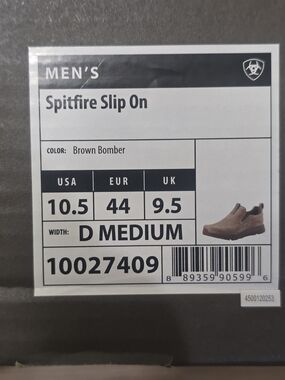 MEN'S
Spitfire Slip On
COLOR: Brown Bomber
USA EUR UK
10.5 44 9.5
WIDTH: D MEDIUM
10027409
8 89359 90599 6
4500120253